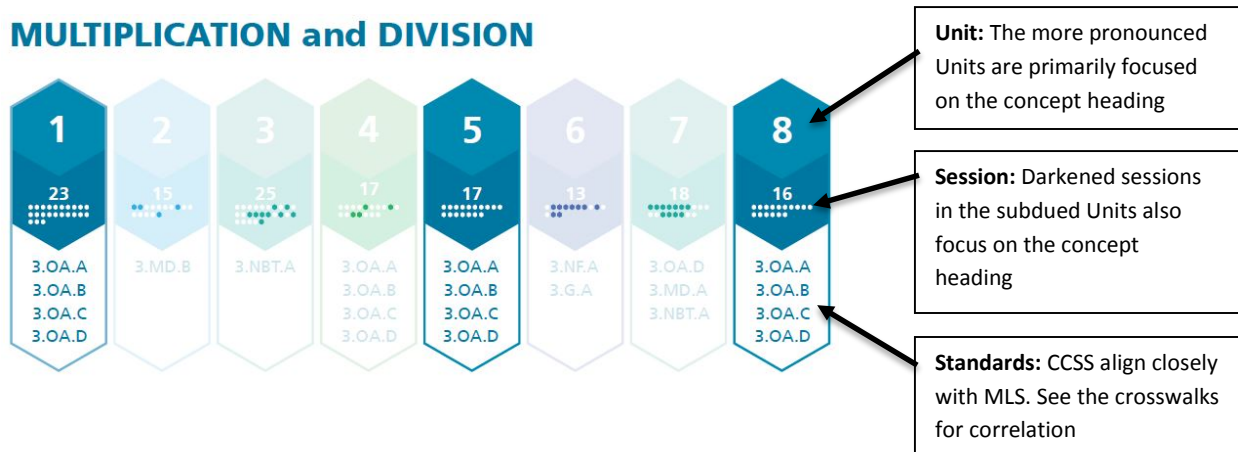 MULTIPLICATION and DIVISION
1
2
3
4
5
6
7
8
23
15
25
17
17
13
18
16
3.OA.A
3.OA.B
3.OA.C
3.OA.D
3.MD.B
3.NBT.A
3.OA.A
3.OA.B
3.OA.C
3.OA.D
3.OA.A
3.OA.B
3.OA.C
3.OA.D
3.NF.A
3.G.A
3.OA.D
3.MD.A
3.NBT.A
3.OA.A
3.OA.B
3.OA.C
3.OA.D
Unit: The more pronounced
Units are primarily focused
on the concept heading
Session: Darkened sessions
in the subdued Units also
focus on the concept
heading
Standards: CCSS align closely
with MLS. See the crosswalks
for correlation